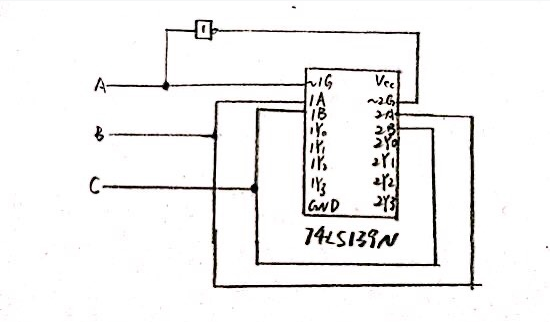 1
A
B
C
~1G Vcc
1A ~2G
1B 2A
1Y₀ 2B
1Y₁ 2Y0
1Y₂ 2Y1
1Y₃ 2Y2
GND 2Y3
74LS139N